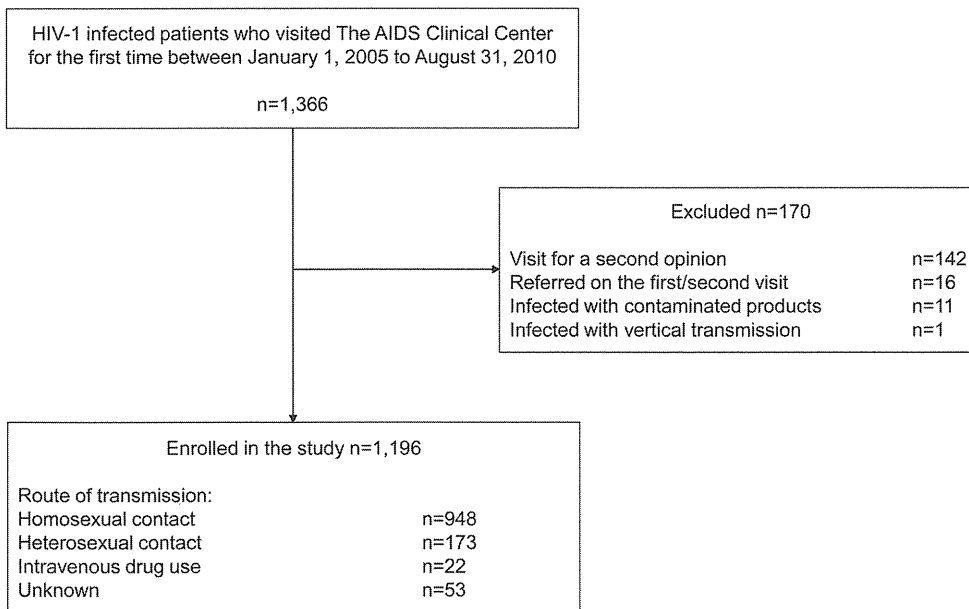 HIV-1 infected patients who visited The AIDS Clinical Center
for the first time between January 1, 2005 to August 31, 2010
n=1,366
Excluded n=170
Visit for a second opinion n=142
Referred on the first/second visit n=16
Infected with contaminated products n=11
Infected with vertical transmission n=1
Enrolled in the study n=1,196
Route of transmission:
Homosexual contact n=948
Heterosexual contact n=173
Intravenous drug use n=22
Unknown n=53